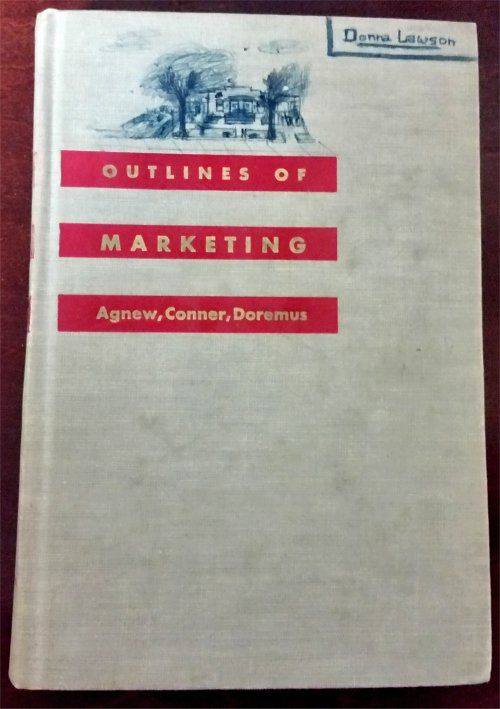 Donna Lawson
OUTLINES OF
MARKETING
Agnew, Conner, Doremus